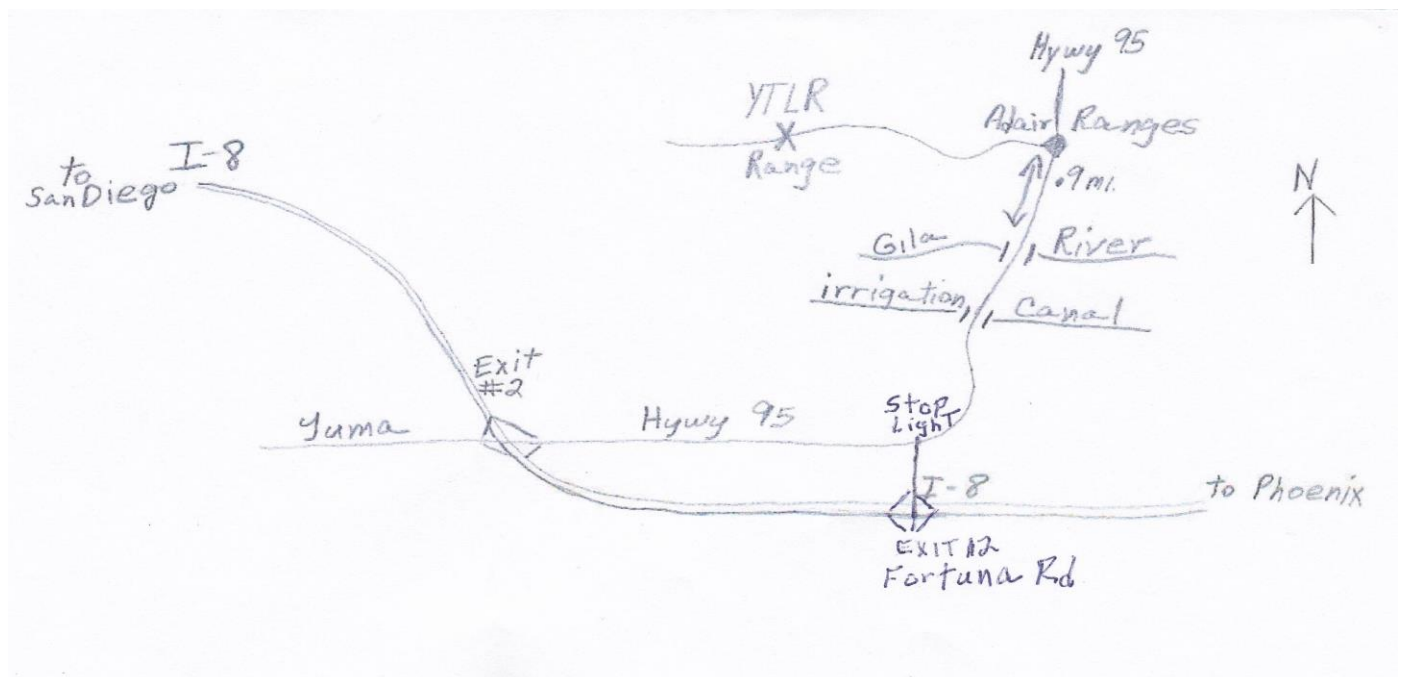 Hywy 95
YTLR
Range
Adair Ranges
.9 mi.
N
to
San Diego
I-8
Gila River
irrigation Canal
Exit
#2
Yuma
Hywy 95
Stop
Light
I-8
to Phoenix
EXIT 12
Fortuna Rd